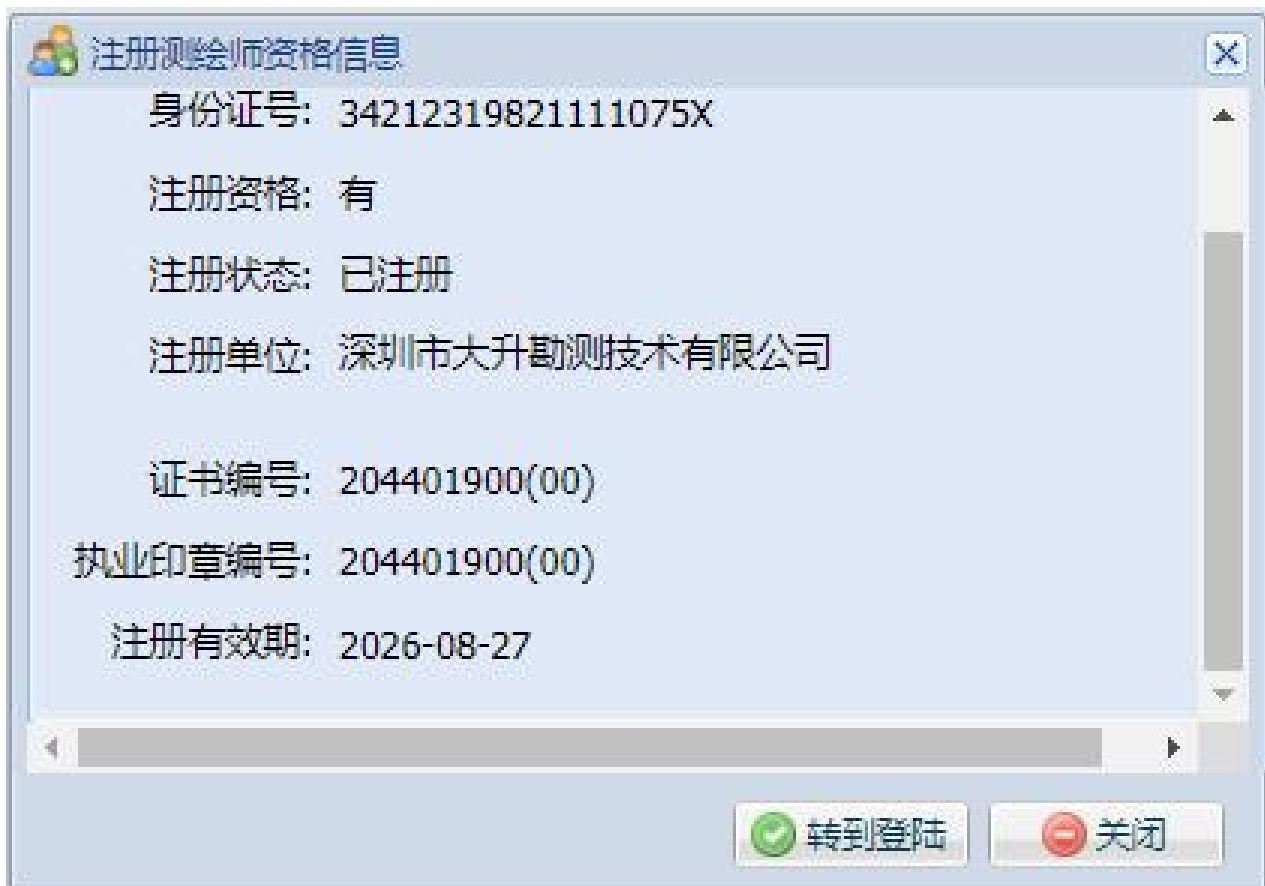 注册测绘师资格信息
身份证号: 34212319821111075X
注册资格: 有
注册状态: 已注册
注册单位: 深圳市大升勘测技术有限公司
证书编号: 204401900(00)
执业印章编号: 204401900(00)
注册有效期: 2026-08-27
转到登陆 关闭